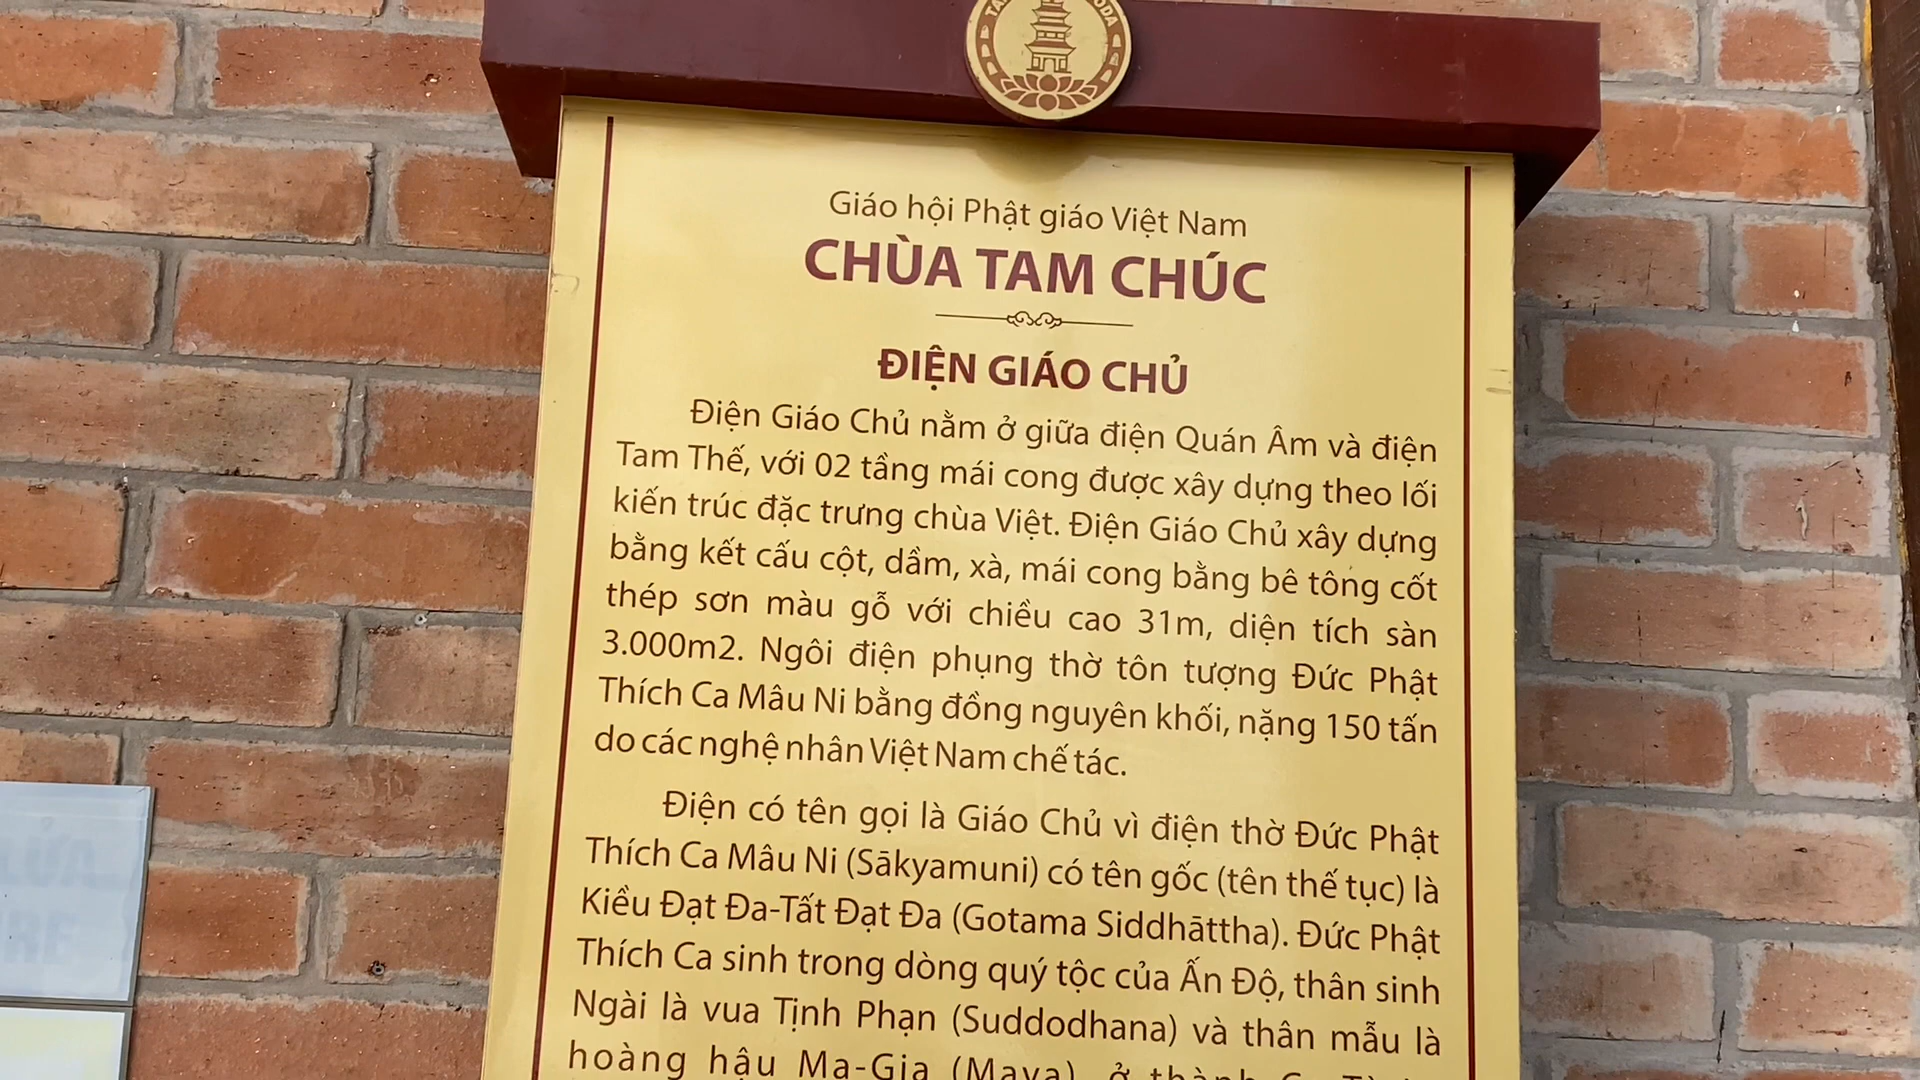 Giáo hội Phật giáo Việt Nam
CHÙA TAM CHÚC
ĐIỆN GIÁO CHỦ
Điện Giáo Chủ nằm ở giữa điện Quán Âm và điện
Tam Thế, với 02 tầng mái cong được xây dựng theo lối
kiến trúc đặc trưng chùa Việt. Điện Giáo Chủ xây dựng
bằng kết cấu cột, dầm, xà, mái cong bằng bê tông cốt
thép sơn màu gỗ với chiều cao 31m, diện tích sàn
3.000m2. Ngôi điện phụng thờ tôn tượng Đức Phật
Thích Ca Mâu Ni bằng đồng nguyên khối, nặng 150 tấn
do các nghệ nhân Việt Nam chế tác.
Điện có tên gọi là Giáo Chủ vì điện thờ Đức Phật
Thích Ca Mâu Ni (Sākyamuni) có tên gốc (tên thế tục) là
Kiều Đạt Đa-Tất Đạt Đa (Gotama Siddhāttha). Đức Phật
Thích Ca sinh trong dòng quý tộc của Ấn Độ, thân sinh
Ngài là vua Tịnh Phạn (Suddodhana) và thân mẫu là
hoàng hậu Ma-Gia (Maya), ở thành